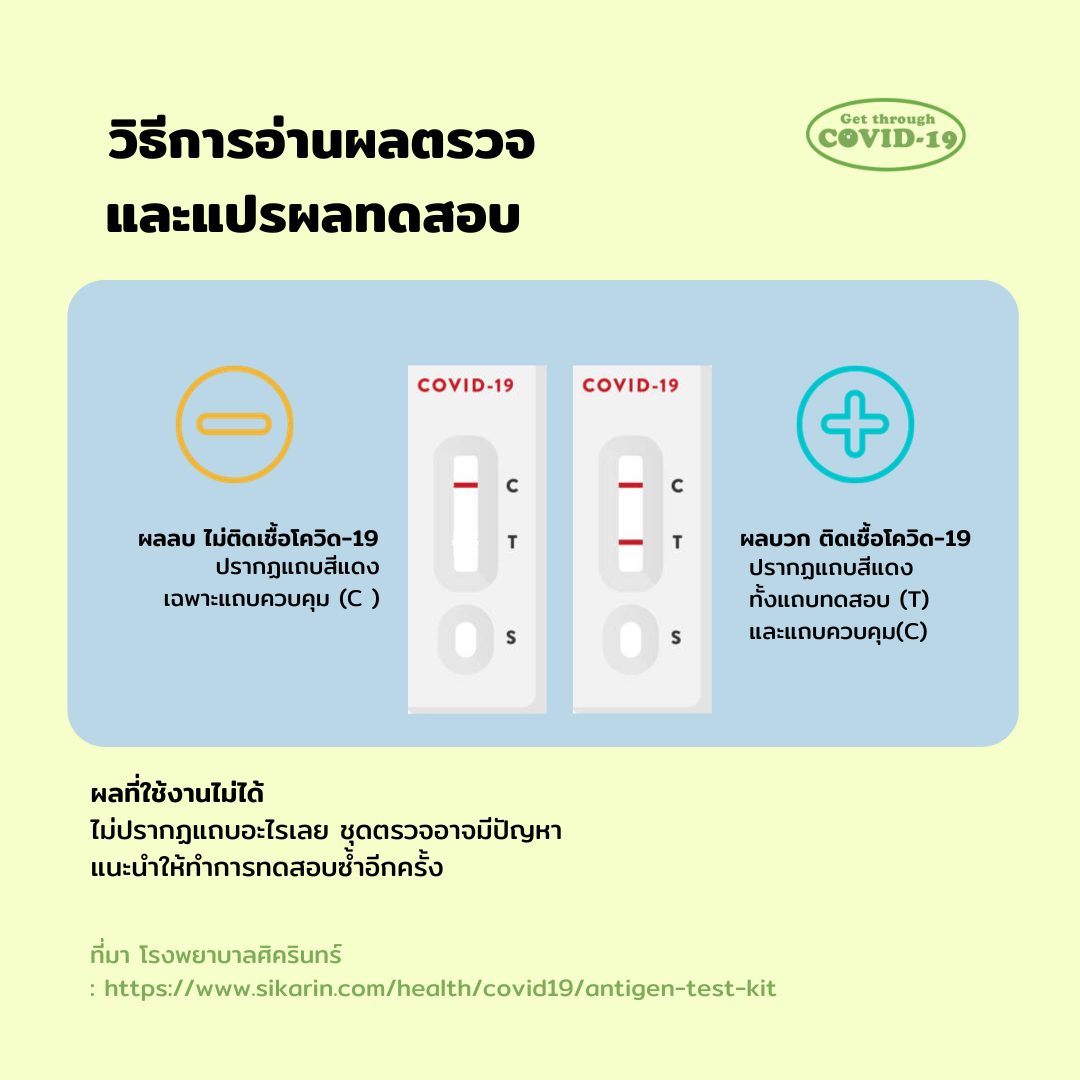 วิธีการอ่านผลตรวจ
และแปรผลทดสอบ
Get through
COVID-19
COVID-19
C
T
S
COVID-19
C
T
S
ผลลบ ไม่ติดเชื้อโควิด-19
ปรากฏแถบสีแดง
เฉพาะแถบควบคุม (C )
ผลบวก ติดเชื้อโควิด-19
ปรากฏแถบสีแดง
ทั้งแถบทดสอบ (T)
และแถบควบคุม(C)
ผลที่ใช้งานไม่ได้
ไม่ปรากฏแถบอะไรเลย ชุดตรวจอาจมีปัญหา
แนะนำให้ทำการทดสอบซ้ำอีกครั้ง
ที่มา โรงพยาบาลศิครินทร์
: https://www.sikarin.com/health/covid19/antigen-test-kit